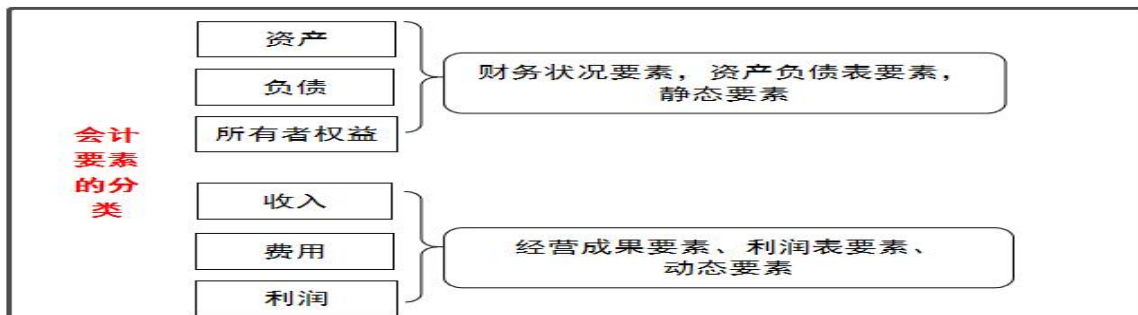 资产
负债
所有者权益
财务状况要素，资产负债表要素，
静态要素
会计
要素
的分
类
收入
费用
利润
经营成果要素、利润表要素、
动态要素